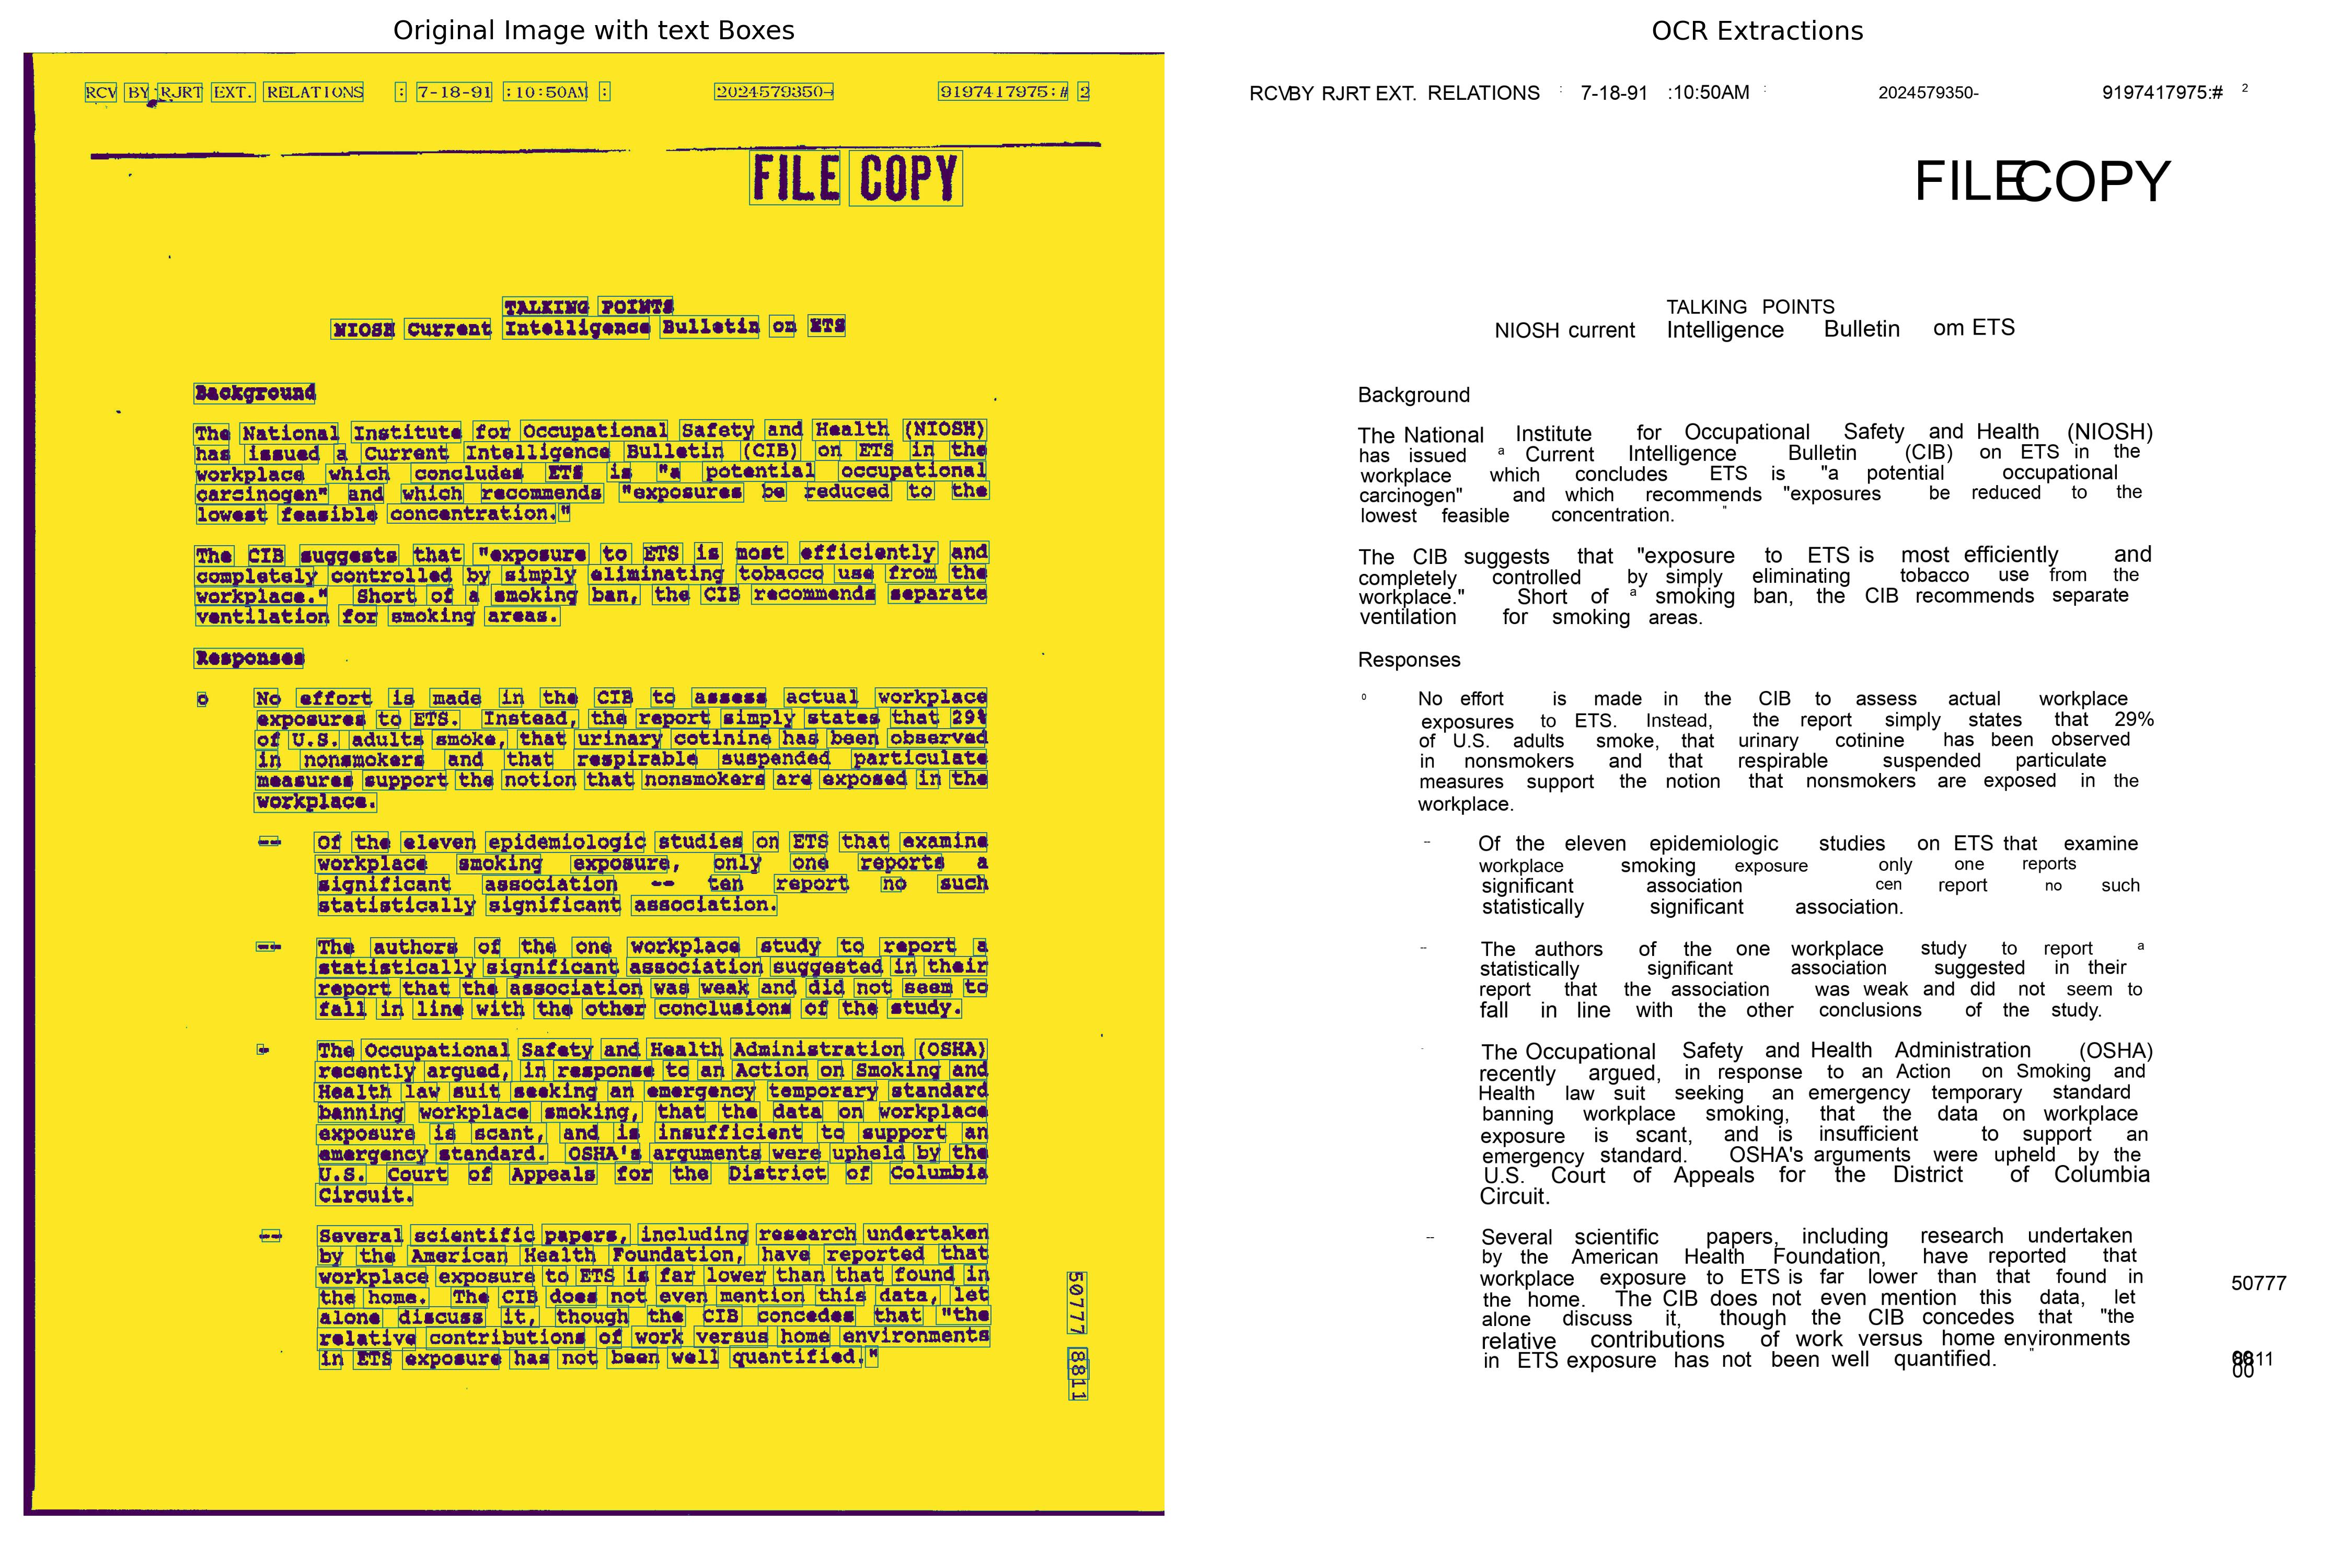 Original Image with text Boxes
RCV BY:RJRT EXT. RELATIONS : 7-18-91 :10:50AM : 2024579350→ 9197417975:# 2
FILE COPY
TALKING POINTS
NIOSH Current Intelligence Bulletin on ETS
Background
The National Institute for Occupational Safety and Health (NIOSH)
has issued a Current Intelligence Bulletin (CIB) on ETS in the
workplace which concludes ETS is "a potential occupational
carcinogen" and which recommends "exposures be reduced to the
lowest feasible concentration."
The CIB suggests that "exposure to ETS is most efficiently and
completely controlled by simply eliminating tobacco use from the
workplace." Short of a smoking ban, the CIB recommends separate
ventilation for smoking areas.
Responses
o No effort is made in the CIB to assess actual workplace
exposures to ETS. Instead, the report simply states that 29%
of U.S. adults smoke, that urinary cotinine has been observed
in nonsmokers and that respirable suspended particulate
measures support the notion that nonsmokers are exposed in the
workplace.
-- Of the eleven epidemiologic studies on ETS that examine
workplace smoking exposure, only one reports a
significant association -- ten report no such
statistically significant association.
-- The authors of the one workplace study to report a
statistically significant association suggested in their
report that the association was weak and did not seem to
fall in line with the other conclusions of the study.
-- The Occupational Safety and Health Administration (OSHA)
recently argued, in response to an Action on Smoking and
Health law suit seeking an emergency temporary standard
banning workplace smoking, that the data on workplace
exposure is scant, and is insufficient to support an
emergency standard. OSHA's arguments were upheld by the
U.S. Court of Appeals for the District of Columbia
Circuit.
-- Several scientific papers, including research undertaken
by the American Health Foundation, have reported that
workplace exposure to ETS is far lower than that found in
the home. The CIB does not even mention this data, let
alone discuss it, though the CIB concedes that "the
relative contributions of work versus home environments
in ETS exposure has not been well quantified."
50777 8811
OCR Extractions
RCVBY RJRT EXT. RELATIONS : 7-18-91 :10:50AM : 2024579350- 9197417975:# 2
FILECOPY
TALKING POINTS
NIOSH current Intelligence Bulletin om ETS
Background
The National Institute for Occupational Safety and Health (NIOSH)
has issued a Current Intelligence Bulletin (CIB) on ETS in the
workplace which concludes ETS is "a potential occupational
carcinogen" and which recommends "exposures be reduced to the
lowest feasible concentration. "
The CIB suggests that "exposure to ETS is most efficiently and
completely controlled by simply eliminating tobacco use from the
workplace." Short of a smoking ban, the CIB recommends separate
ventilation for smoking areas.
Responses
o No effort is made in the CIB to assess actual workplace
exposures to ETS. Instead, the report simply states that 29%
of U.S. adults smoke, that urinary cotinine has been observed
in nonsmokers and that respirable suspended particulate
measures support the notion that nonsmokers are exposed in the
workplace.
-- Of the eleven epidemiologic studies on ETS that examine
workplace smoking exposure only one reports
significant association cen report no such
statistically significant association.
-- The authors of the one workplace study to report a
statistically significant association suggested in their
report that the association was weak and did not seem to
fall in line with the other conclusions of the study.
- The Occupational Safety and Health Administration (OSHA)
recently argued, in response to an Action on Smoking and
Health law suit seeking an emergency temporary standard
banning workplace smoking, that the data on workplace
exposure is scant, and is insufficient to support an
emergency standard. OSHA's arguments were upheld by the
U.S. Court of Appeals for the District of Columbia
Circuit.
-- Several scientific papers, including research undertaken
by the American Health Foundation, have reported that
workplace exposure to ETS is far lower than that found in
the home. The CIB does not even mention this data, let
alone discuss it, though the CIB concedes that "the
relative contributions of work versus home environments
in ETS exposure has not been well quantified. "
50777